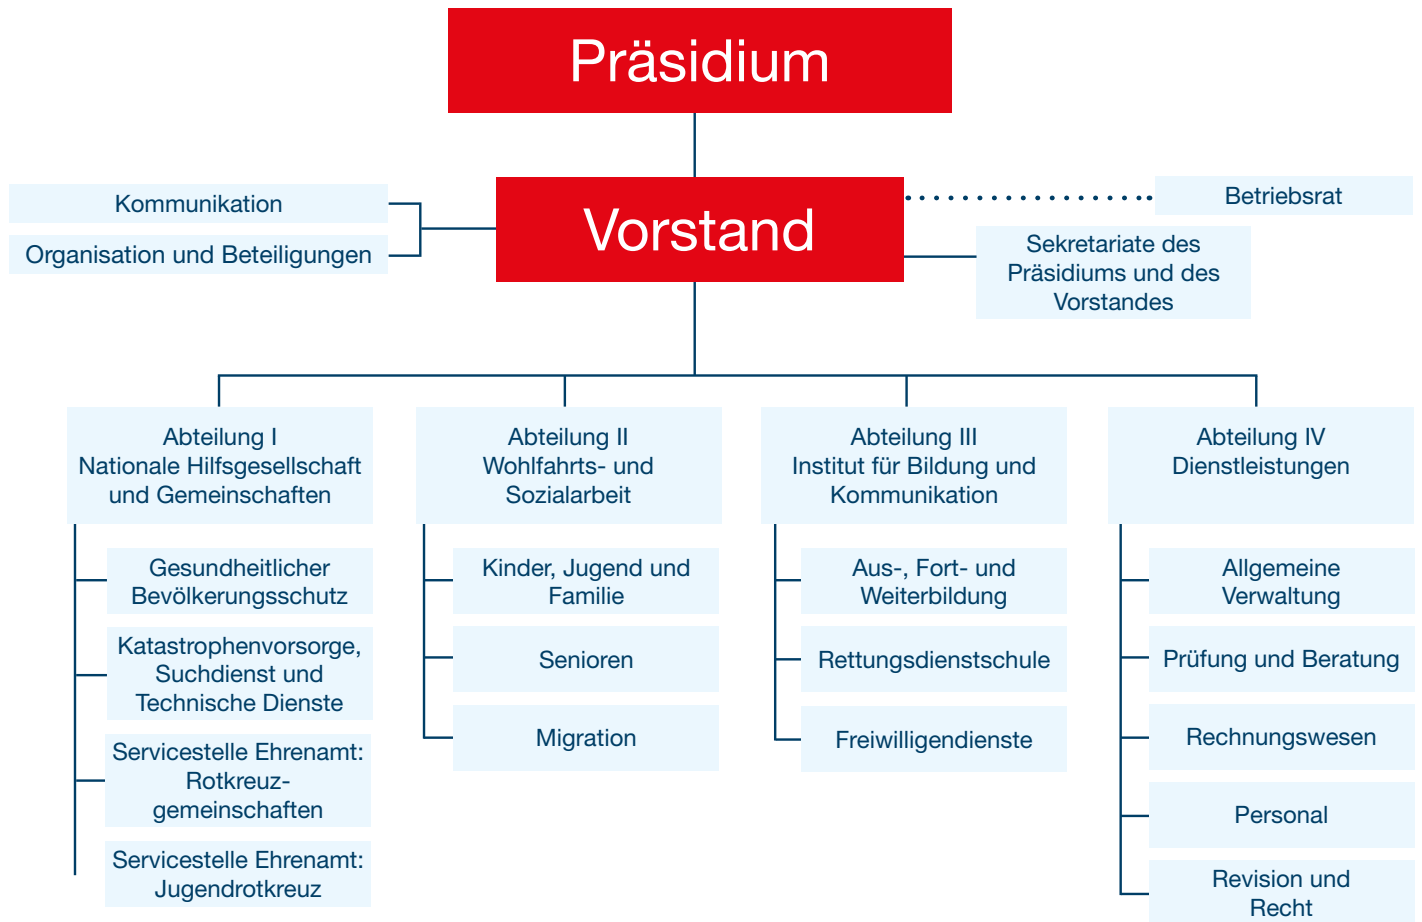 Präsidium
Vorstand
Kommunikation
Organisation und Beteiligungen
Betriebsrat
Sekretariate des
Präsidiums und des
Vorstandes
Abteilung I
Nationale Hilfsgesellschaft
und Gemeinschaften
Gesundheitlicher
Bevölkerungsschutz
Katastrophenvorsorge,
Suchdienst und
Technische Dienste
Servicestelle Ehrenamt:
Rotkreuz-
gemeinschaften
Servicestelle Ehrenamt:
Jugendrotkreuz
Abteilung II
Wohlfahrts- und
Sozialarbeit
Kinder, Jugend und
Familie
Senioren
Migration
Abteilung III
Institut für Bildung und
Kommunikation
Aus-, Fort- und
Weiterbildung
Rettungsdienstschule
Freiwilligendienste
Abteilung IV
Dienstleistungen
Allgemeine
Verwaltung
Prüfung und Beratung
Rechnungswesen
Personal
Revision und
Recht